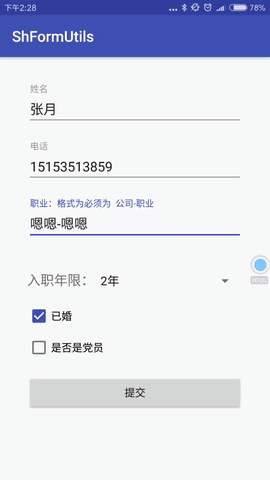 下午2:28
78%
ShFormUtils
姓名
张月
电话
15153513859
职业：格式为必须为 公司-职业
嗯嗯-嗯嗯
入职年限： 2年
已婚
是否是党员
提交